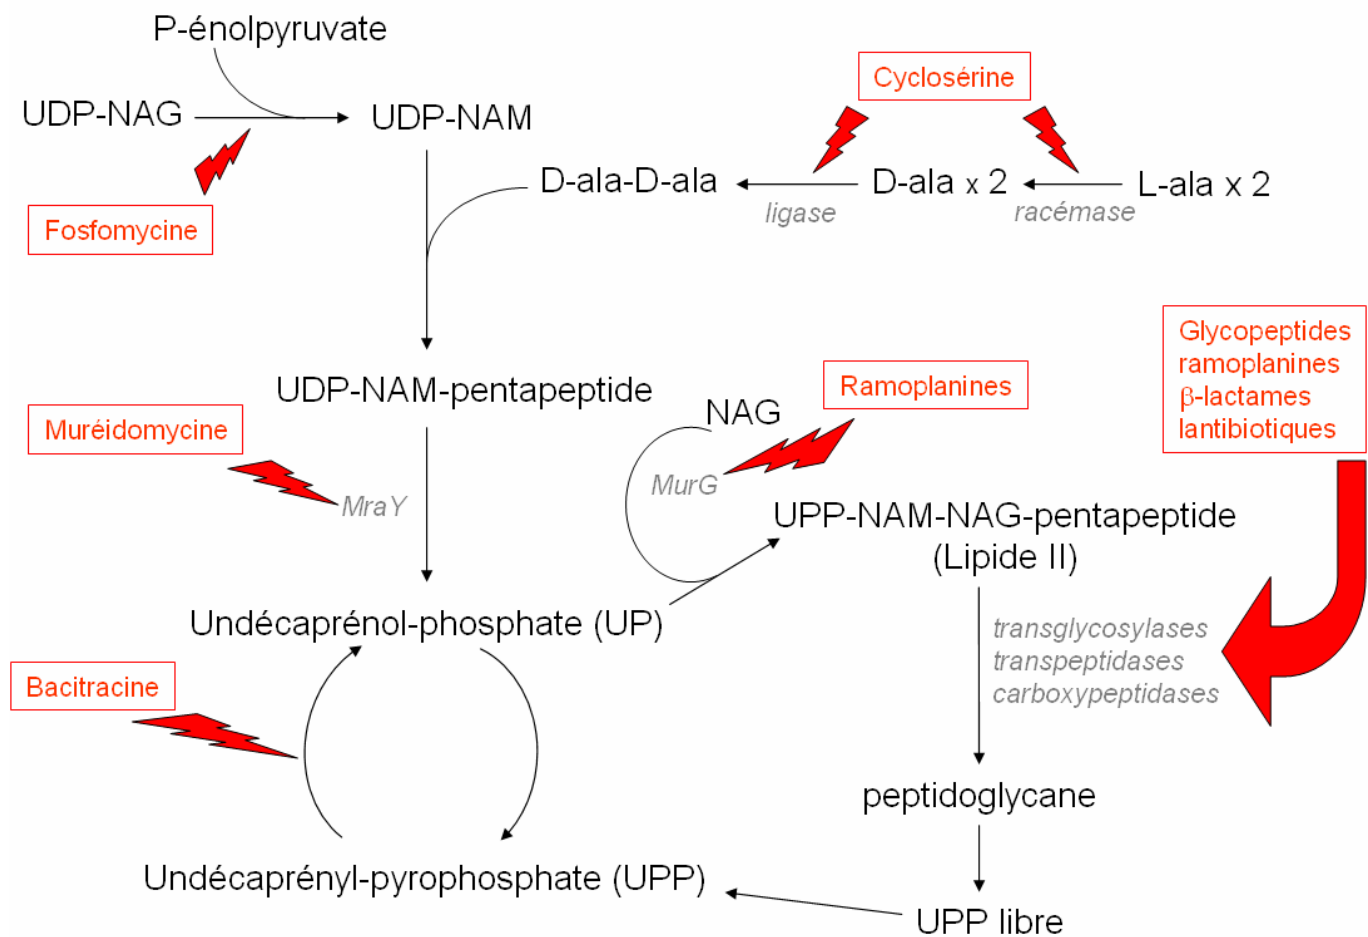 P-énolpyruvate
Cyclosérine
UDP-NAG
UDP-NAM
D-ala-D-ala
D-ala x 2
L-ala x 2
ligase
racémase
Fosfomycine
Glycopeptides
ramoplanines
β-lactames
lantibiotiques
UDP-NAM-pentapeptide
Ramoplanines
NAG
Muréidomycine
MraY
MurG
UPP-NAM-NAG-pentapeptide
(Lipide II)
Undécaprénol-phosphate (UP)
transglycosylases
transpeptidases
carboxypeptidases
Bacitracine
peptidoglycane
Undécaprényl-pyrophosphate (UPP)
UPP libre